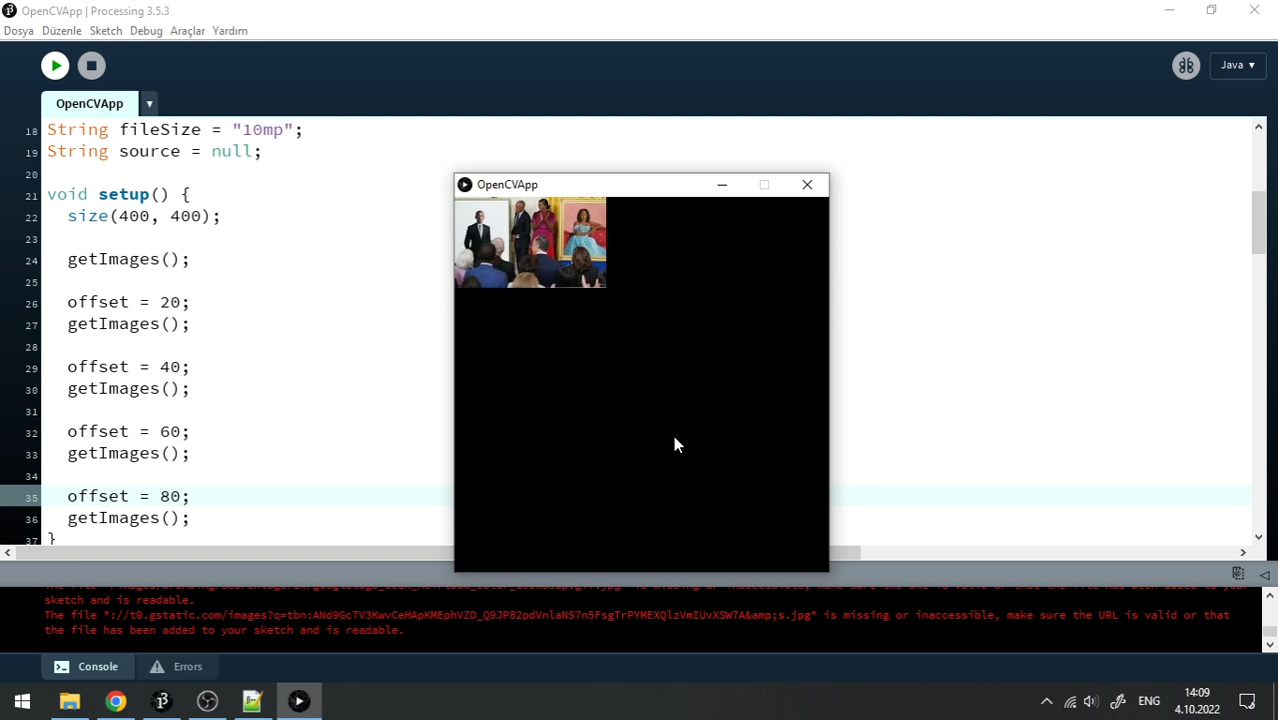 OpenCVApp | Processing 3.5.3
Dosya Düzenle Sketch Debug Araçlar Yardım
Java ▾
OpenCVApp ▾
18 String fileSize = "10mp";
19 String source = null;
20
21 void setup() {
22 size(400, 400);
23
24 getImages();
25
26 offset = 20;
27 getImages();
28
29 offset = 40;
30 getImages();
31
32 offset = 60;
33 getImages();
34
35 offset = 80;
36 getImages();
37 }
OpenCVApp
sketch and is readable.
The file "://t0.gstatic.com/images?q=tbn: is missing or inaccessible, make sure the URL is valid or that
the file has been added to your sketch and is readable.
Console Errors
ENG
14:09
4.10.2022